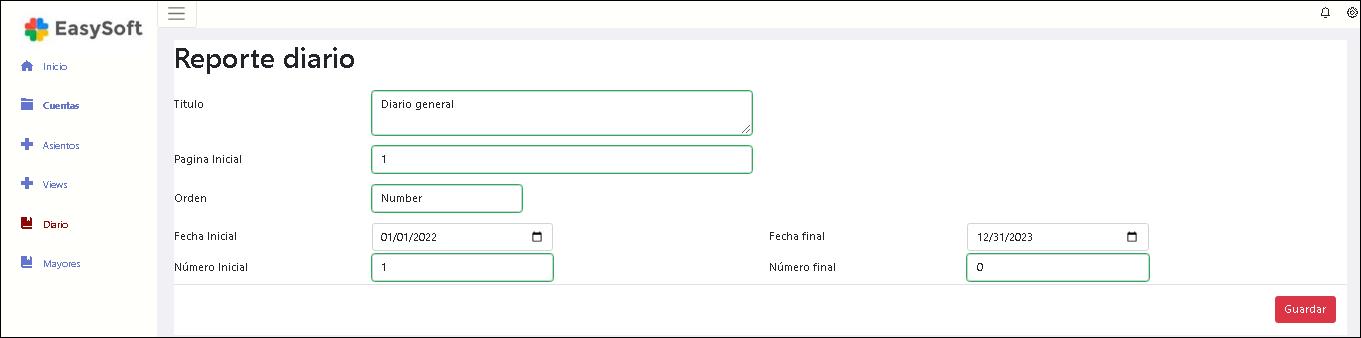 EasySoft
Inicio
Cuentas
Asientos
Views
Diario
Mayores
Reporte diario
Titulo
Diario general
Pagina Inicial
1
Orden
Number
Fecha Inicial
01/01/2022
Fecha final
12/31/2023
Número Inicial
1
Número final
0
Guardar